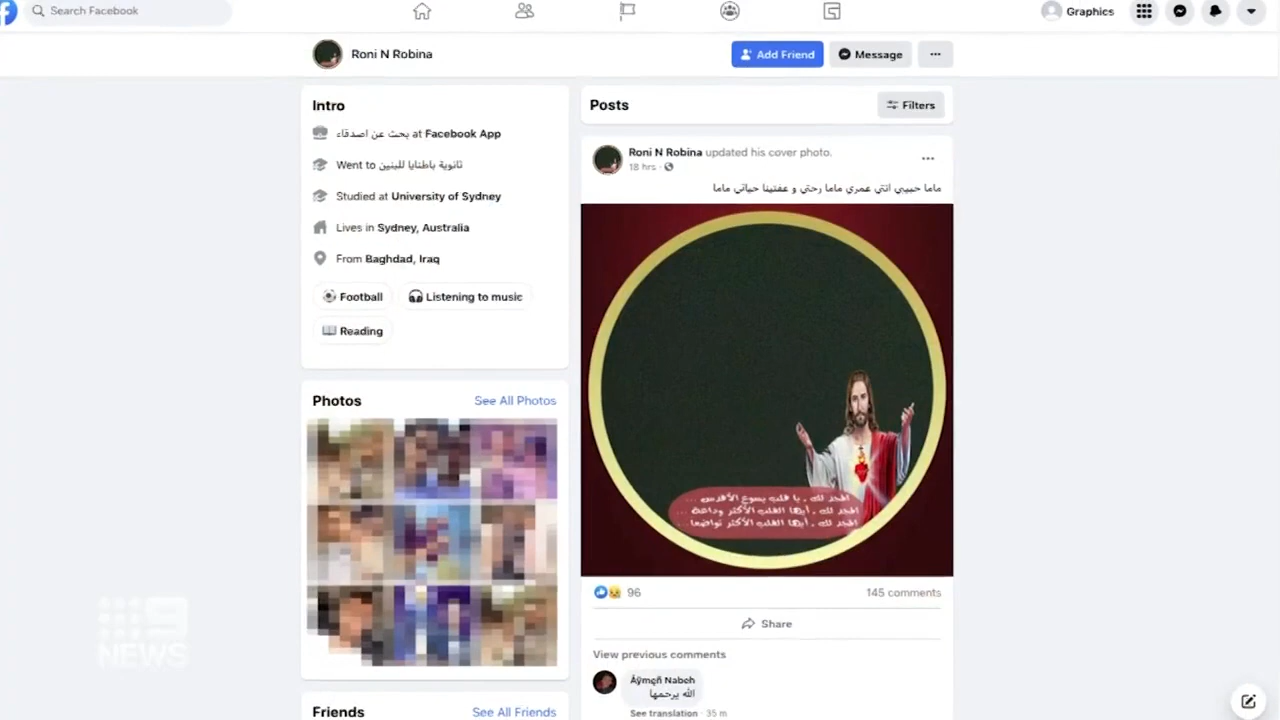 Search Facebook
Graphics
Roni N Robina
Add Friend
Message
Intro
بحث عن اصدقاء at Facebook App
Went to ثانوية باطنايا للبنين
Studied at University of Sydney
Lives in Sydney, Australia
From Baghdad, Iraq
Football
Listening to music
Reading
Photos
See All Photos
NEWS
Friends
See All Friends
Posts
Filters
Roni N Robina updated his cover photo.
18 hrs ·
ماما حبيبي انتي عمري ماما رحتي و عفتينا حياتي ماما
المجد لك , يا قلب يسوع الأقدس ...
المجد لك , أيها القلب الأكثر وداعة ...
المجد لك , أيها القلب الأكثر تواضعا ...
96
145 comments
Share
View previous comments
Äÿmęñ Nabeh
الله يرحمها
See translation · 35 m